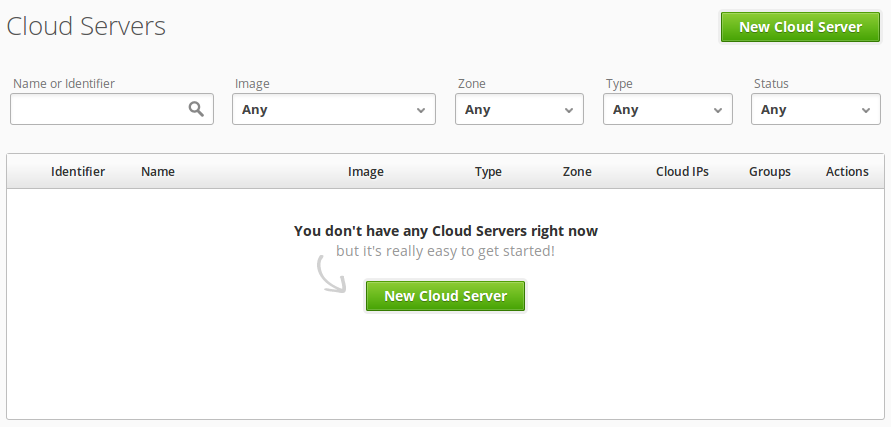 Cloud Servers
New Cloud Server
Name or Identifier Image Zone Type Status
Any Any Any Any
Identifier Name Image Type Zone Cloud IPs Groups Actions
You don't have any Cloud Servers right now
but it's really easy to get started!
New Cloud Server